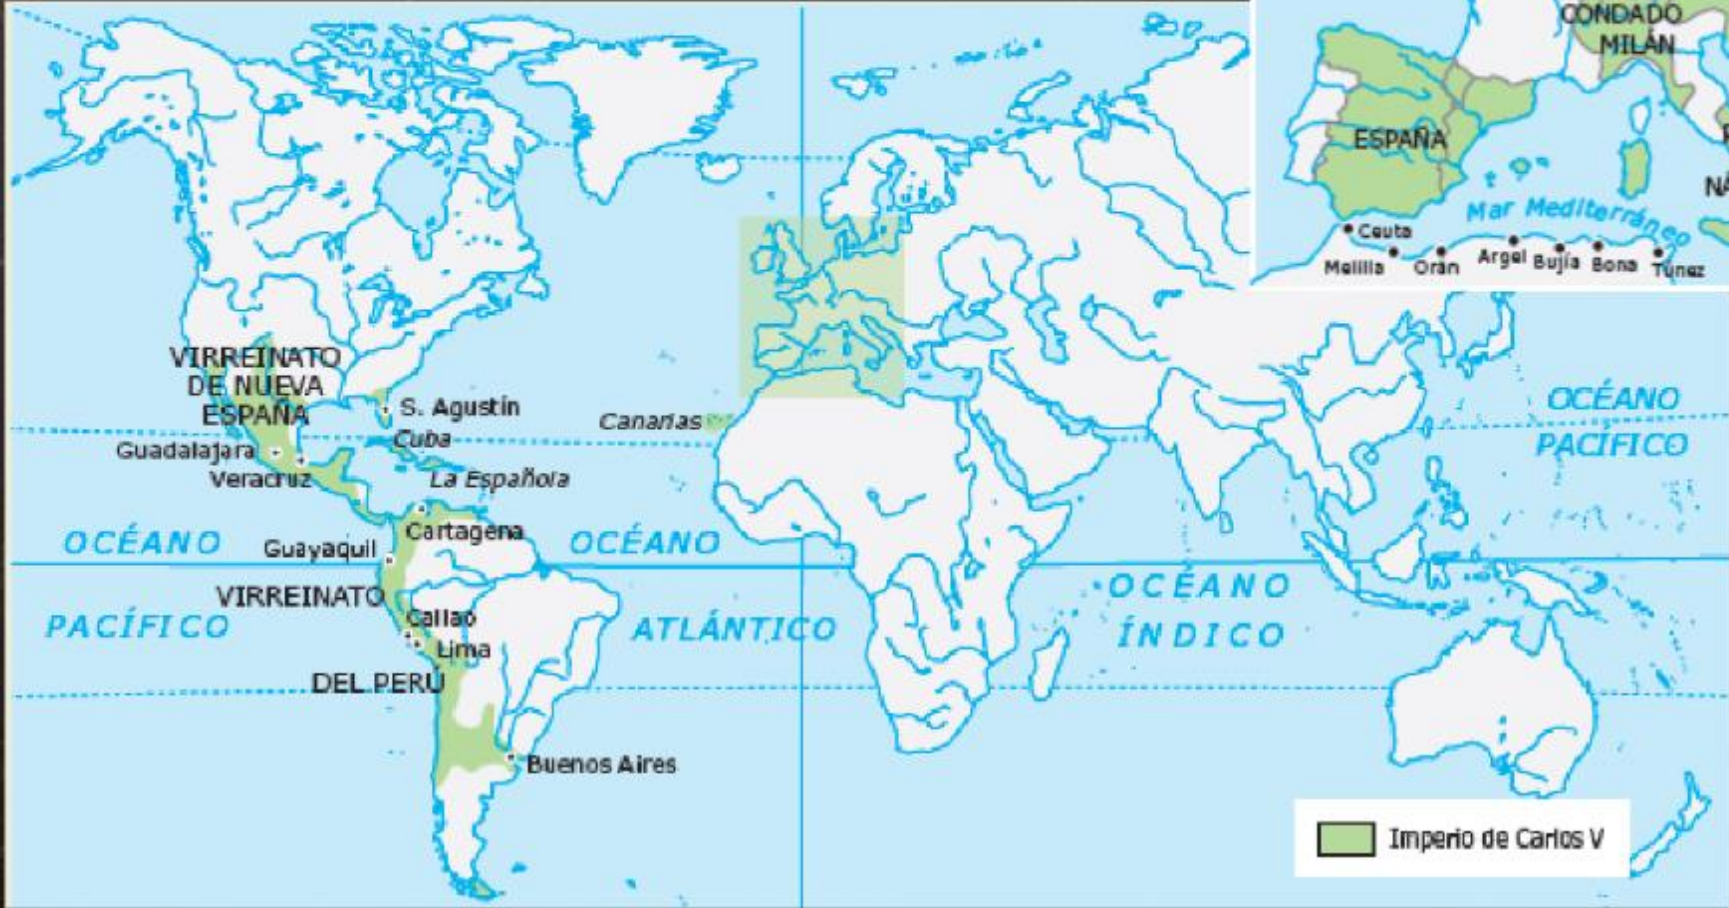 CONDADO
MILÁN
ESPAÑA
NÁ
Mar Mediterráneo
Ceuta
Melilla
Orán
Argel
Bujía
Bona
Túnez
VIRREINATO
DE NUEVA
ESPAÑA
S. Agustín
Cuba
Canarias
Guadalajara
Veracruz
La Española
OCÉANO
PACÍFICO
OCÉANO
Cartagena
OCÉANO
Guayaquil
VIRREINATO
PACÍFICO
Callao
ATLÁNTICO
OCÉANO
ÍNDICO
Lima
DEL PERÚ
Buenos Aires
Imperio de Carlos V